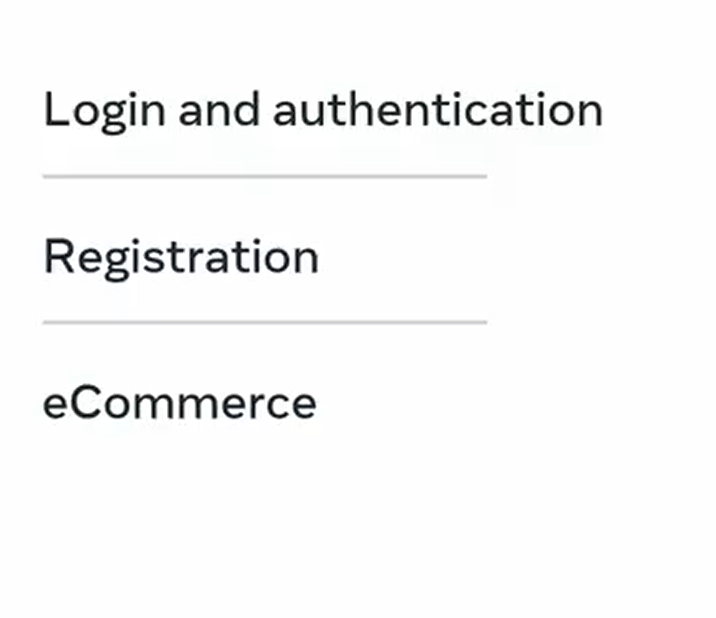 Login and authentication
Registration
eCommerce